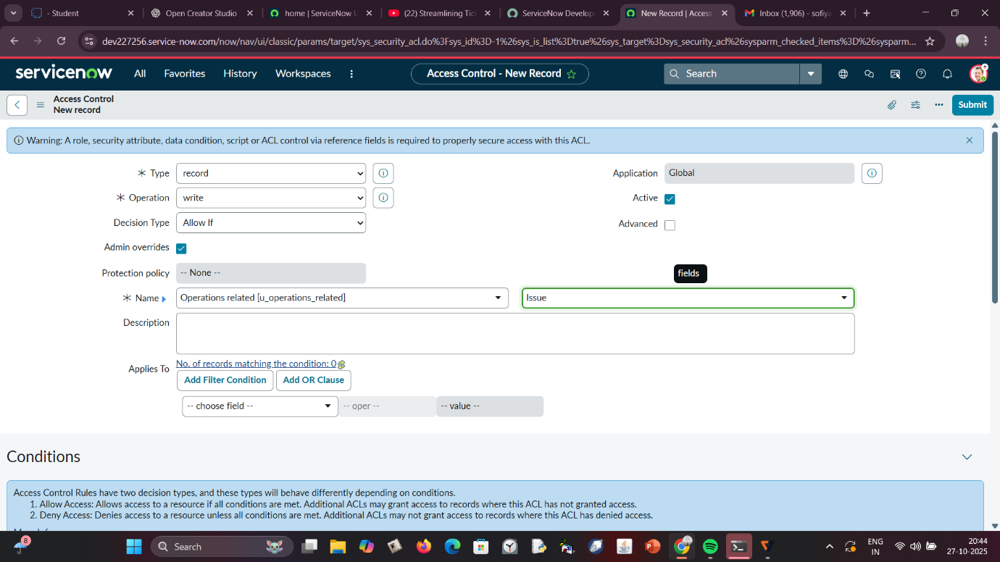 - Student
Open Creator Studio
home | ServiceNow U
(22) Streamlining Tic
ServiceNow Develop
New Record | Access
Inbox (1,906) - sofiya
dev227256.service-now.com/now/nav/ui/classic/params/target/sys_security_acl.do%3Fsys_id%3D-1%26sys_is_list%3Dtrue%26sys_target%3Dsys_security_acl%26sysparm_checked_items%3D%26sysparm...
servicenow
All
Favorites
History
Workspaces
Access Control - New Record
Search
Access Control
New record
Submit
Warning: A role, security attribute, data condition, script or ACL control via reference fields is required to properly secure access with this ACL.
Type
record
Application
Global
Operation
write
Active
Decision Type
Allow If
Advanced
Admin overrides
Protection policy
-- None --
fields
Name
Operations related [u_operations_related]
Issue
Description
Applies To
No. of records matching the condition: 0
Add Filter Condition
Add OR Clause
-- choose field --
-- oper --
-- value --
Conditions
Access Control Rules have two decision types, and these types will behave differently depending on conditions.
1. Allow Access: Allows access to a resource if all conditions are met. Additional ACLs may grant access to records where this ACL has not granted access.
2. Deny Access: Denies access to a resource unless all conditions are met. Additional ACLs may not grant access to records where this ACL has denied access.
8
Search
ENG
IN
20:44
27-10-2025